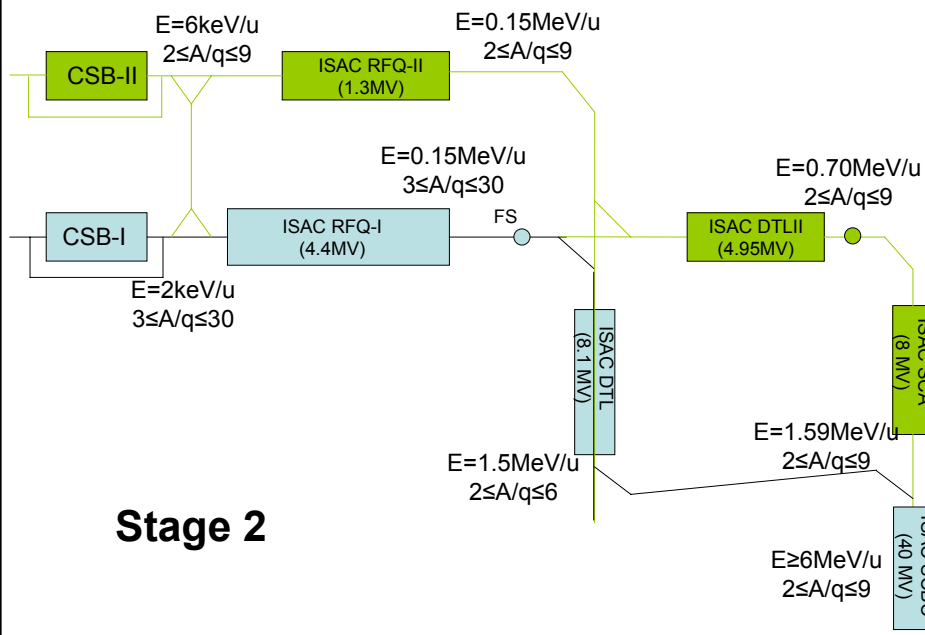 E=6keV/u
2≤A/q≤9
E=0.15MeV/u
2≤A/q≤9
CSB-II
ISAC RFQ-II
(1.3MV)
E=0.15MeV/u
3≤A/q≤30
E=0.70MeV/u
2≤A/q≤9
CSB-I
ISAC RFQ-I
(4.4MV)
FS
ISAC DTLII
(4.95MV)
E=2keV/u
3≤A/q≤30
ISAC DTL
(8.1 MV)
ISAC SCA
(8 MV)
E=1.5MeV/u
2≤A/q≤6
E=1.59MeV/u
2≤A/q≤9
Stage 2
E≥6MeV/u
2≤A/q≤9
(40 MV)